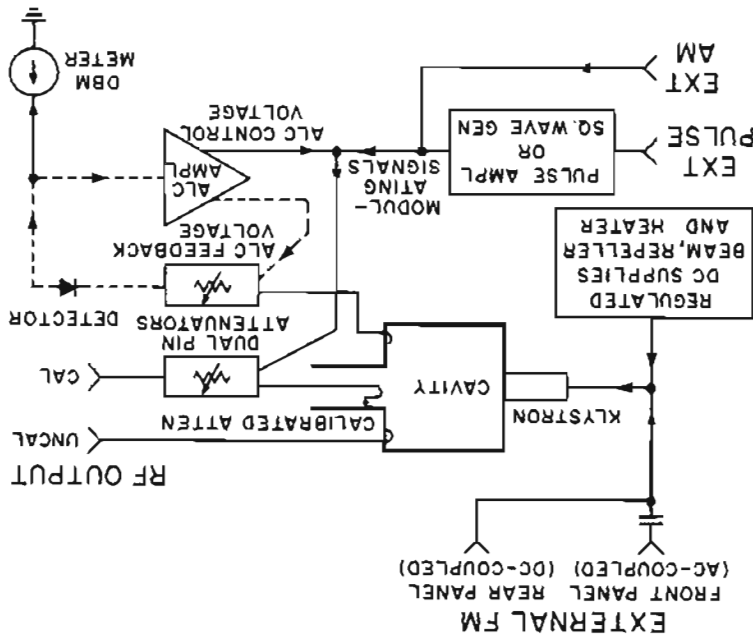 EXTERNAL FM
FRONT PANEL
(AC-COUPLED)
REAR PANEL
(DC-COUPLED)
RF OUTPUT
UNCAL
KLYSTRON
CAVITY
CALIBRATED ATTEN
CAL
REGULATED
DC SUPPLIES
BEAM, REPELLER
AND HEATER
DUAL PIN
ATTENUATORS
DETECTOR
ALC FEEDBACK
VOLTAGE
EXT
PULSE
PULSE AMPL
OR
SQ. WAVE GEN
MODUL-
ATING
SIGNALS
ALC
AMPL
EXT
AM
ALC CONTROL
VOLTAGE
DBM
METER